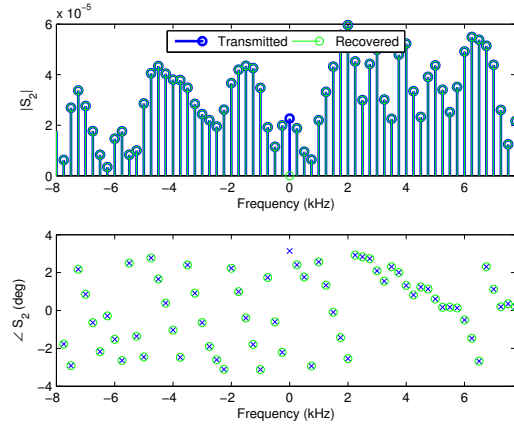 x 10⁻⁵
6
4
2
0
|S₂|
Transmitted
Recovered
−8 −6 −4 −2 0 2 4 6
Frequency (kHz)
4
2
0
−2
−4
∠ S₂ (deg)
−8 −6 −4 −2 0 2 4 6
Frequency (kHz)